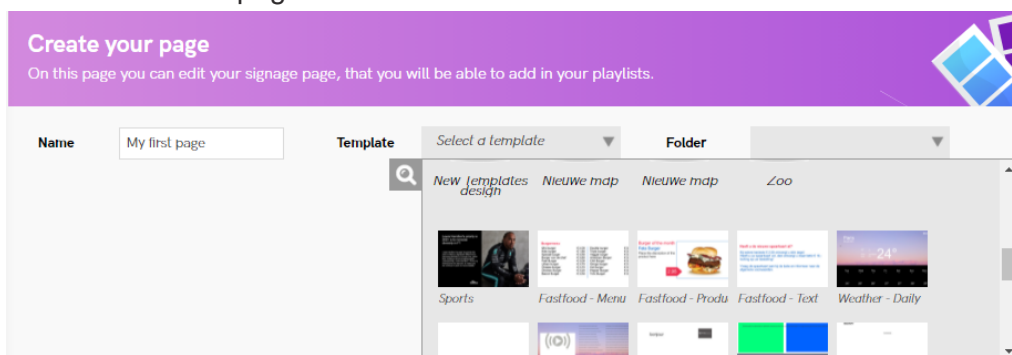 Create your page
On this page you can edit your signage page, that you will be able to add in your playlists.
Name My first page Template Select a template Folder
New Templates design Nieuwe map Nieuwe map Zoo
24°
Sports Fastfood - Menu Fastfood - Produ Fastfood - Text Weather - Daily